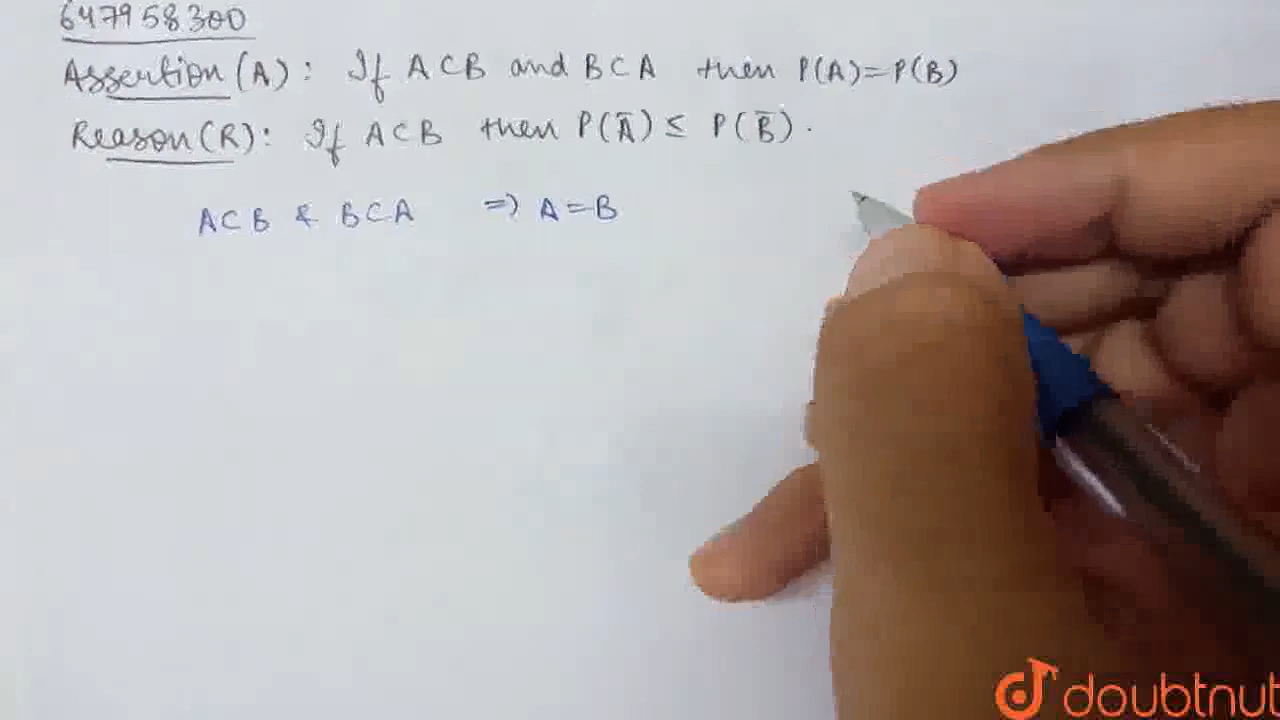 647958300
Assertion (A): If A⊂B and B⊂A then P(A)=P(B)
Reason (R): If A⊂B then P(Ā) ≤ P(B̄).
A⊂B & B⊂A ⇒ A=B
doubtnut